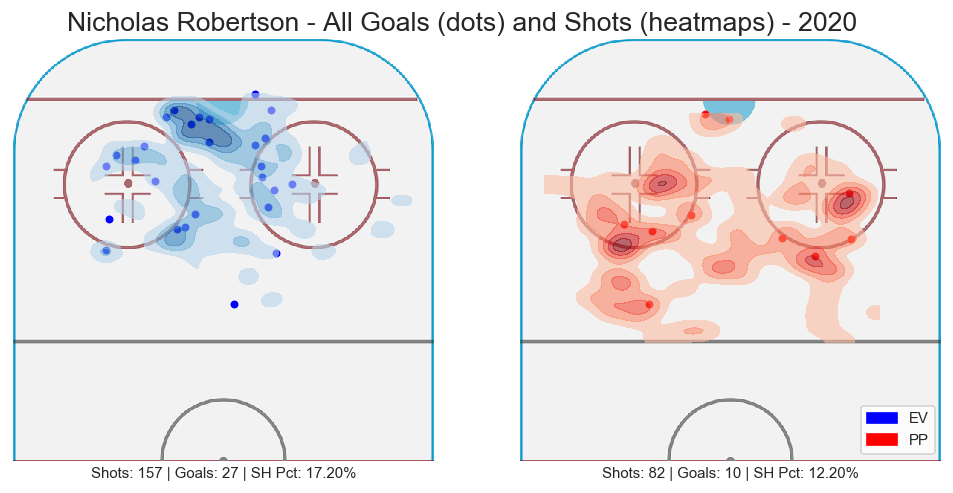 Nicholas Robertson - All Goals (dots) and Shots (heatmaps) - 2020
EV
PP
Shots: 157 | Goals: 27 | SH Pct: 17.20%
Shots: 82 | Goals: 10 | SH Pct: 12.20%